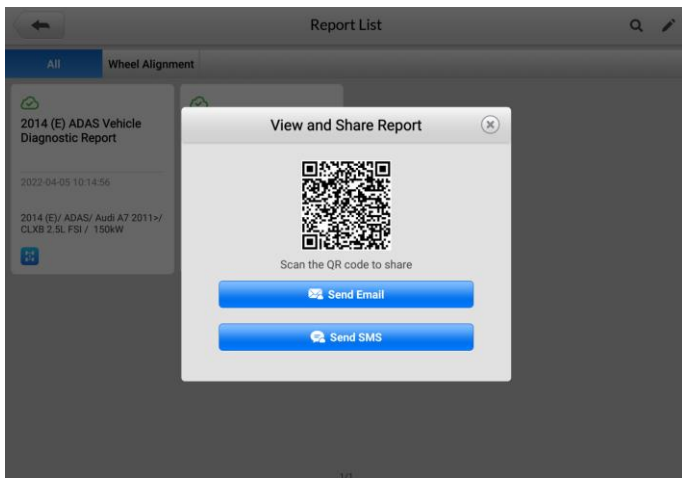 Report List
All
Wheel Alignment
2014 (E) ADAS Vehicle
Diagnostic Report
2022-04-05 10:14:56
2014 (E)/ ADAS/ Audi A7 2011>/
CLXB 2.5L FSI / 150kW
View and Share Report
Scan the QR code to share
Send Email
Send SMS